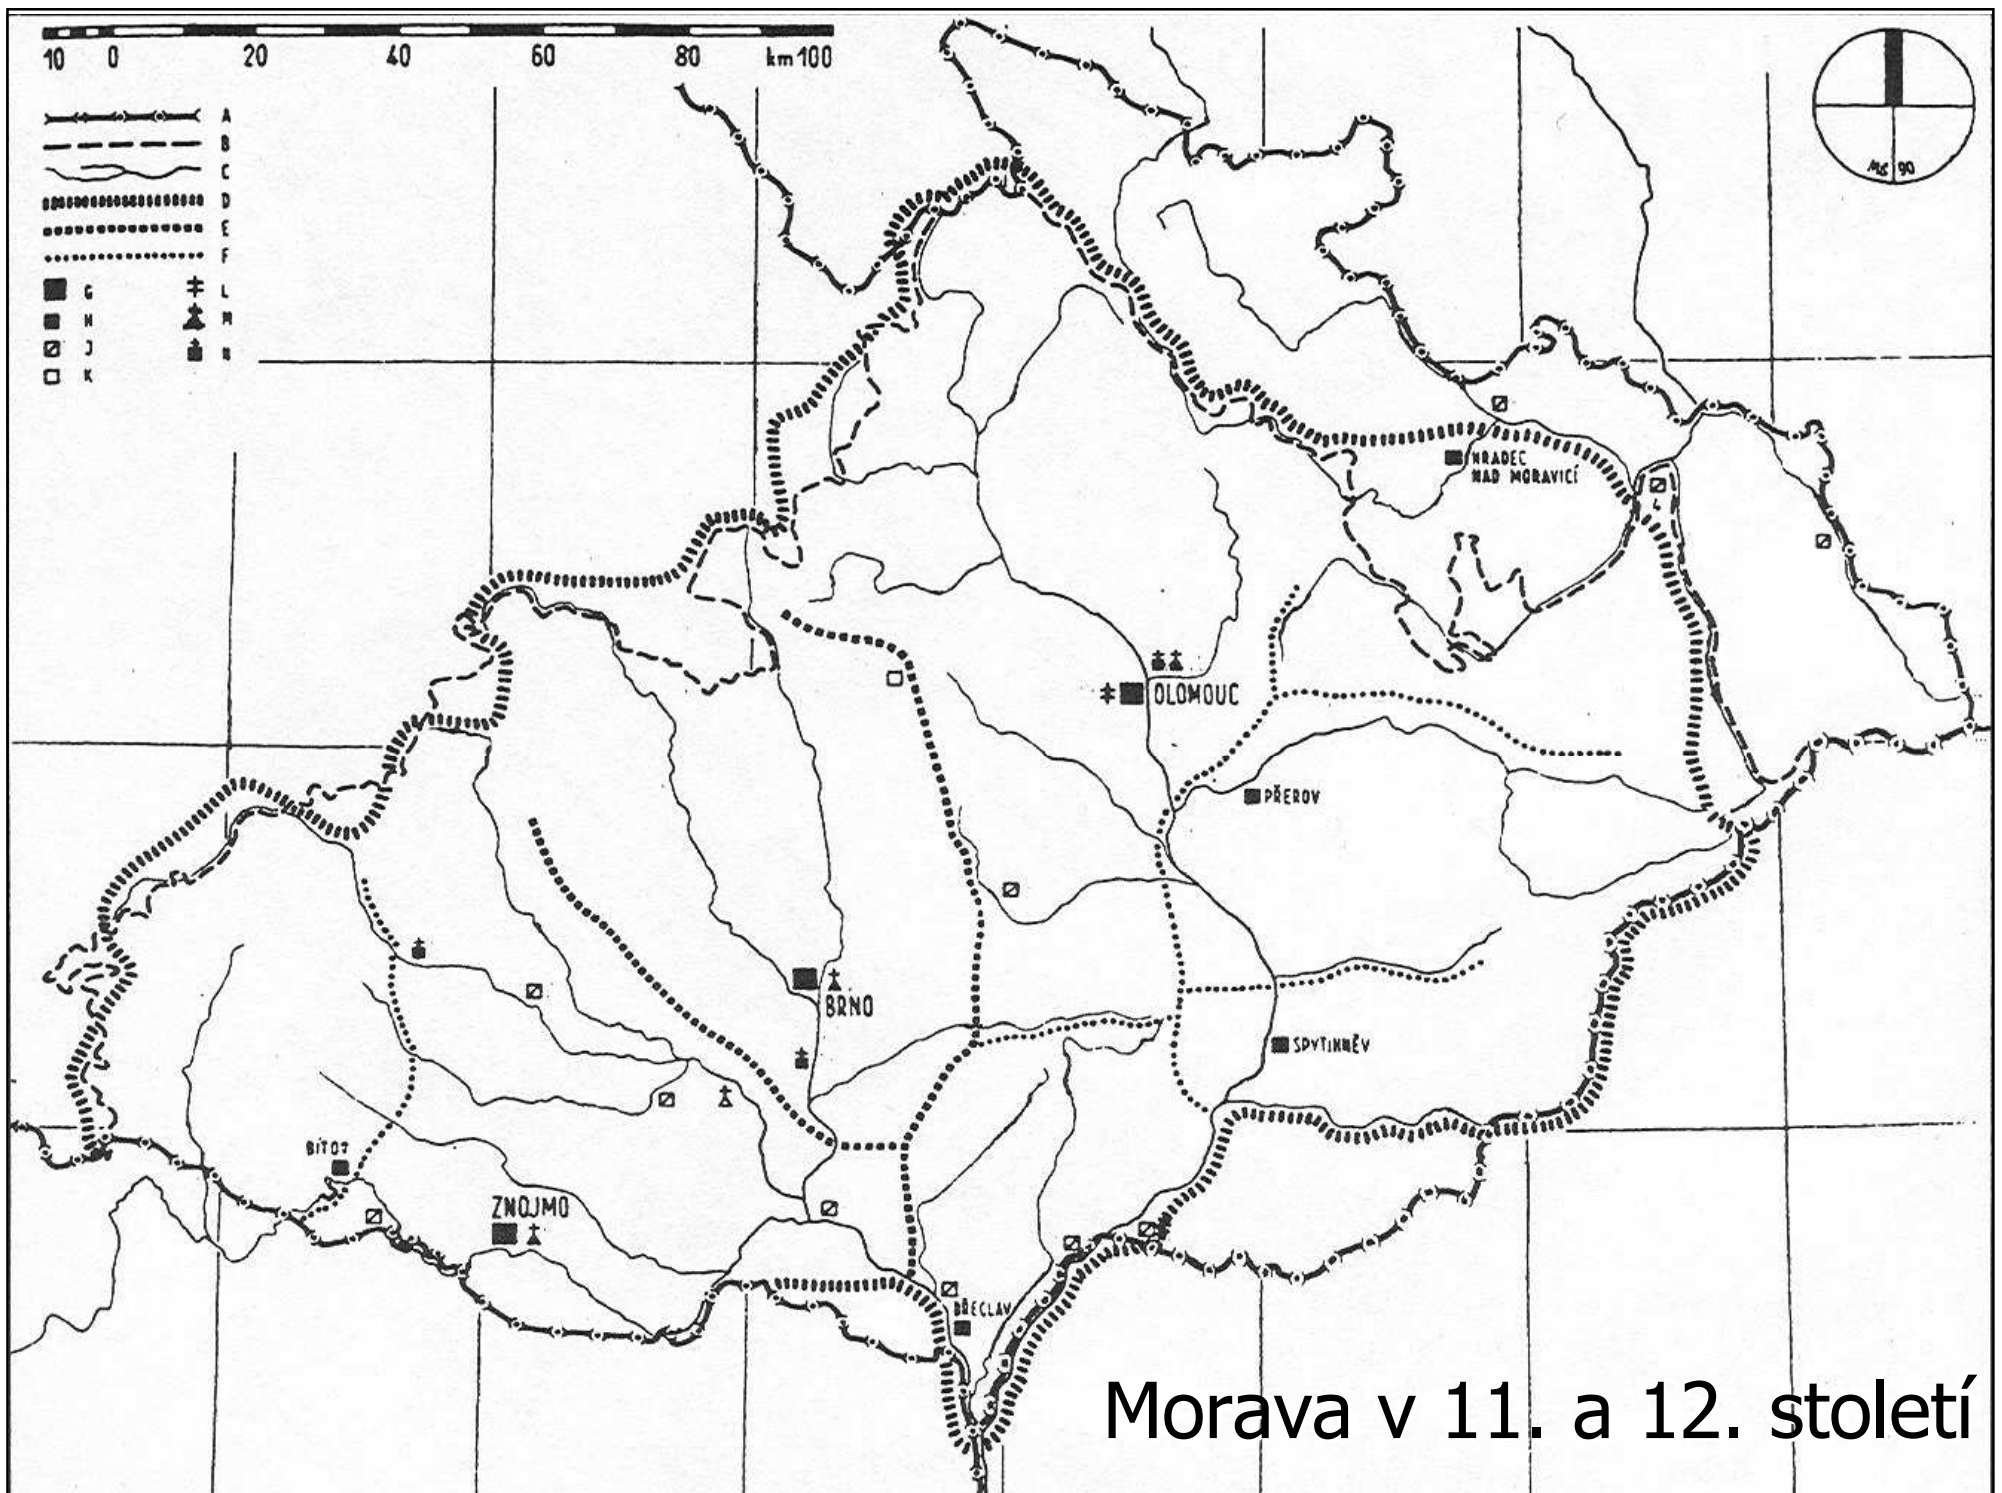 10 0 20 40 60 80 km 100
A
B
C
D
E
F
G L
H M
J N
K
MS 90
HRADEC
NAD MORAVICÍ
OLOMOUC
PŘEROV
BRNO
SPYTIHNĚV
BÍTOV
ZNOJMO
BŘECLAV
Morava v 11. a 12. století